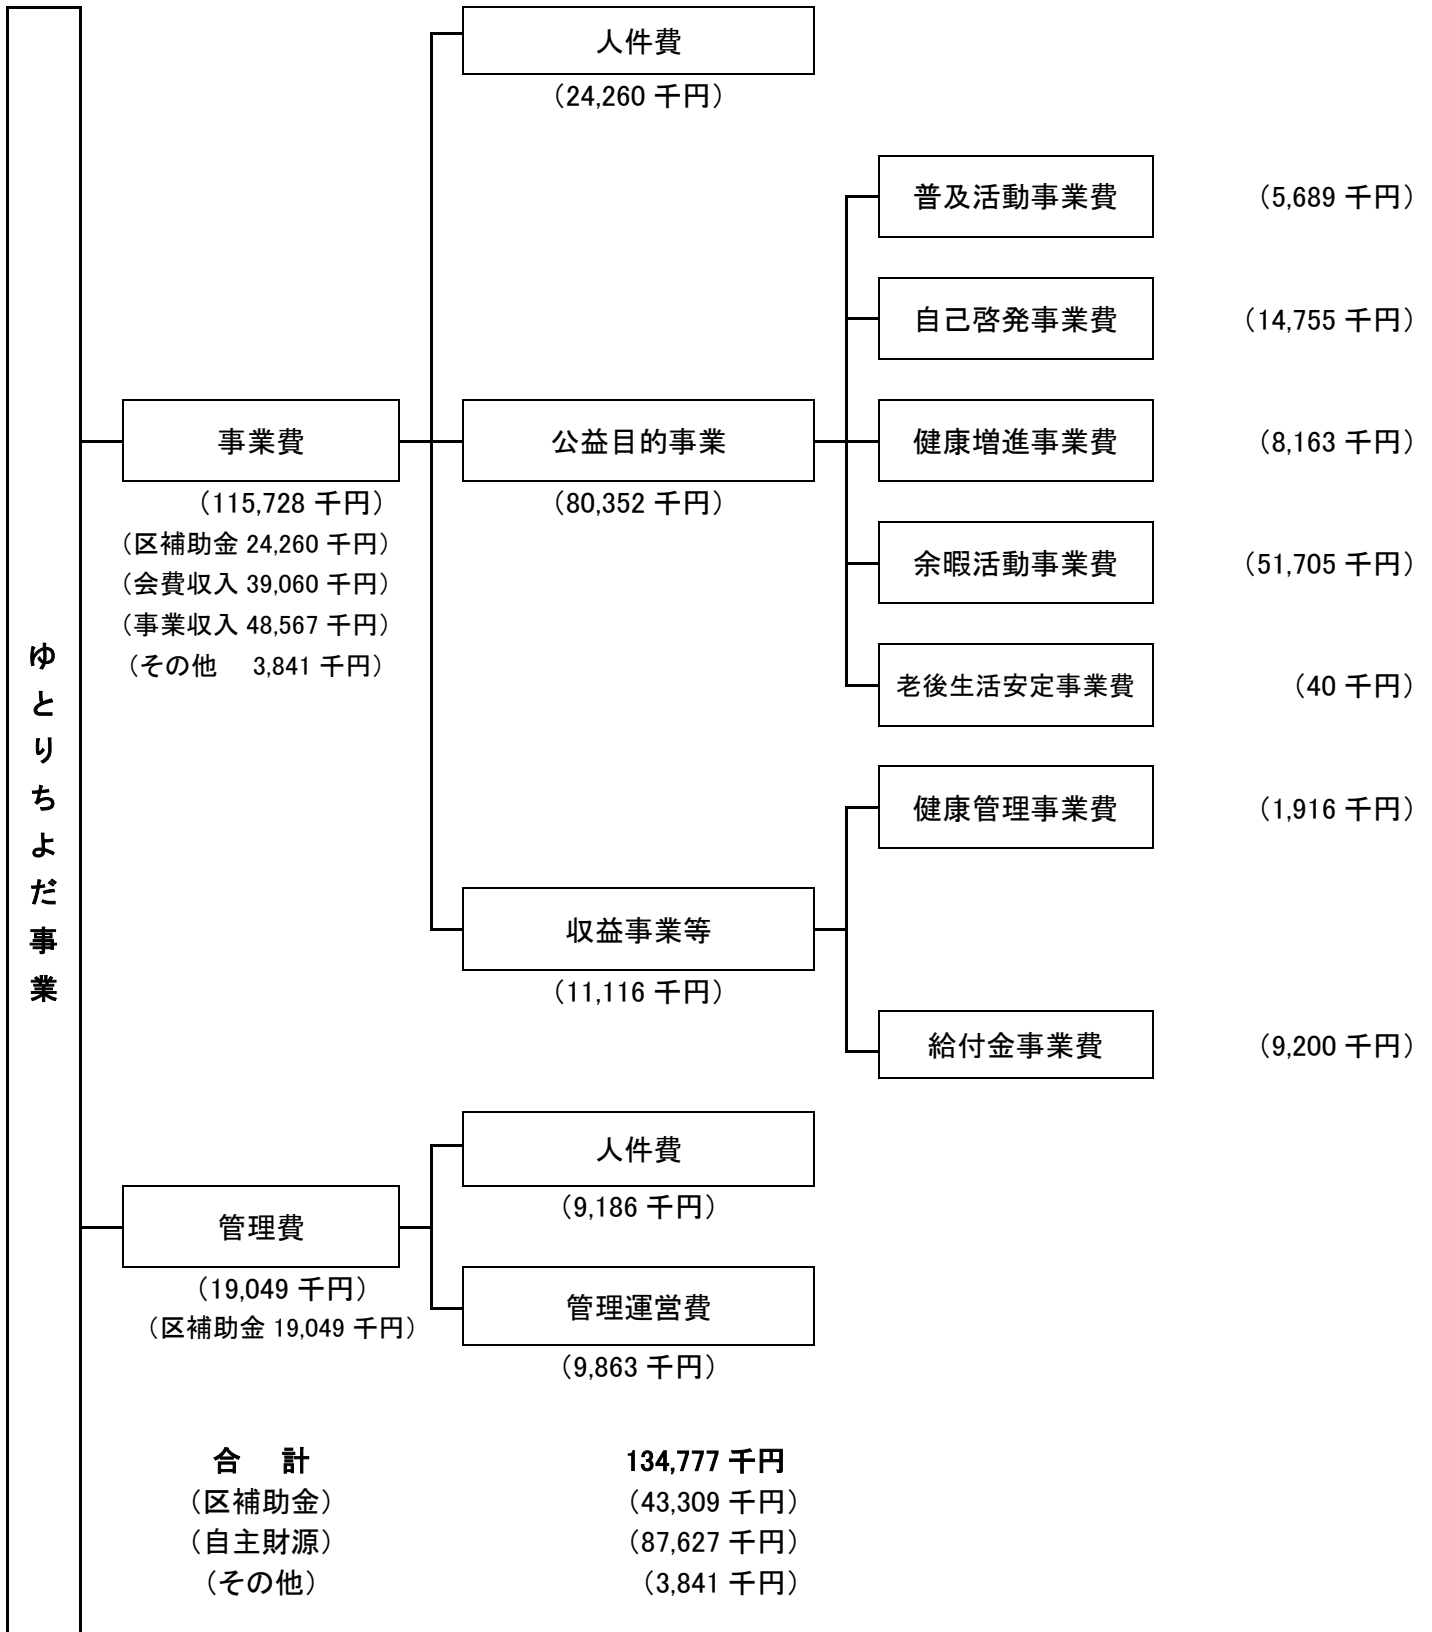 ゆとりちよだ事業
人件費
（24,260 千円）
普及活動事業費 （5,689 千円）
自己啓発事業費 （14,755 千円）
事業費
（115,728 千円）
（区補助金 24,260 千円）
（会費収入 39,060 千円）
（事業収入 48,567 千円）
（その他 3,841 千円）
公益目的事業
（80,352 千円）
健康増進事業費 （8,163 千円）
余暇活動事業費 （51,705 千円）
老後生活安定事業費 （40 千円）
健康管理事業費 （1,916 千円）
収益事業等
（11,116 千円）
給付金事業費 （9,200 千円）
人件費
（9,186 千円）
管理費
（19,049 千円）
（区補助金 19,049 千円）
管理運営費
（9,863 千円）
合 計 134,777 千円
（区補助金） （43,309 千円）
（自主財源） （87,627 千円）
（その他） （3,841 千円）